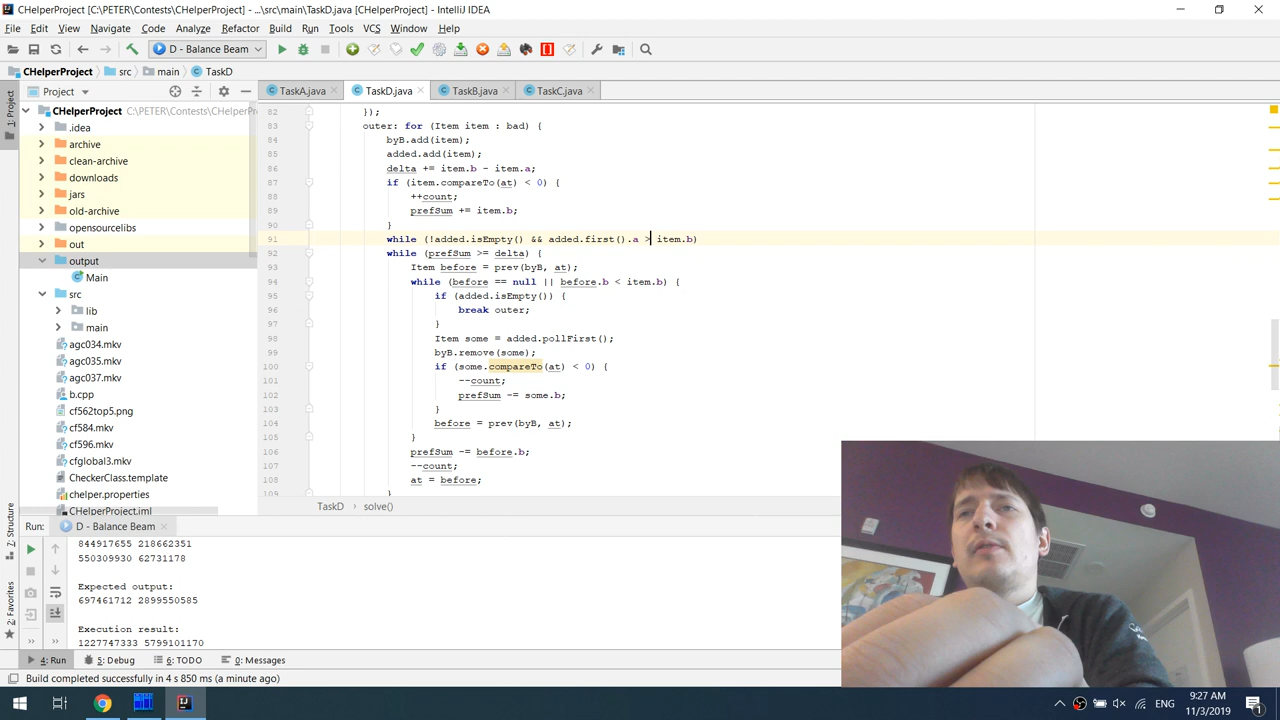 CHelperProject [C:\PETER\Contests\CHelperProject] - ...\src\main\TaskD.java [CHelperProject] - IntelliJ IDEA
File Edit View Navigate Code Analyze Refactor Build Run Tools VCS Window Help
D - Balance Beam
CHelperProject src main TaskD
Project
TaskA.java TaskD.java TaskB.java TaskC.java
1: Project
CHelperProject C:\PETER\Contests\CHelperPr
.idea
archive
clean-archive
downloads
jars
old-archive
opensourcelibs
out
output
Main
src
lib
main
agc034.mkv
agc035.mkv
agc037.mkv
b.cpp
cf562top5.png
cf584.mkv
cf596.mkv
cfglobal3.mkv
CheckerClass.template
chelper.properties
CHelperProject.iml
82 });
83 outer: for (Item item : bad) {
84 byB.add(item);
85 added.add(item);
86 delta += item.b - item.a;
87 if (item.compareTo(at) < 0) {
88 ++count;
89 prefSum += item.b;
90 }
91 while (!added.isEmpty() && added.first().a > item.b)
92 while (prefSum >= delta) {
93 Item before = prev(byB, at);
94 while (before == null || before.b < item.b) {
95 if (added.isEmpty()) {
96 break outer;
97 }
98 Item some = added.pollFirst();
99 byB.remove(some);
100 if (some.compareTo(at) < 0) {
101 --count;
102 prefSum -= some.b;
103 }
104 before = prev(byB, at);
105 }
106 prefSum -= before.b;
107 --count;
108 at = before;
109 }
TaskD solve()
7: Structure
2: Favorites
Run: D - Balance Beam
844917655 218662351
550309930 62731178
Expected output:
697461712 2899550585
Execution result:
1227747333 5799101170
4: Run 5: Debug 6: TODO 0: Messages
Build completed successfully in 4 s 850 ms (a minute ago)
ENG
9:27 AM
11/3/2019
1